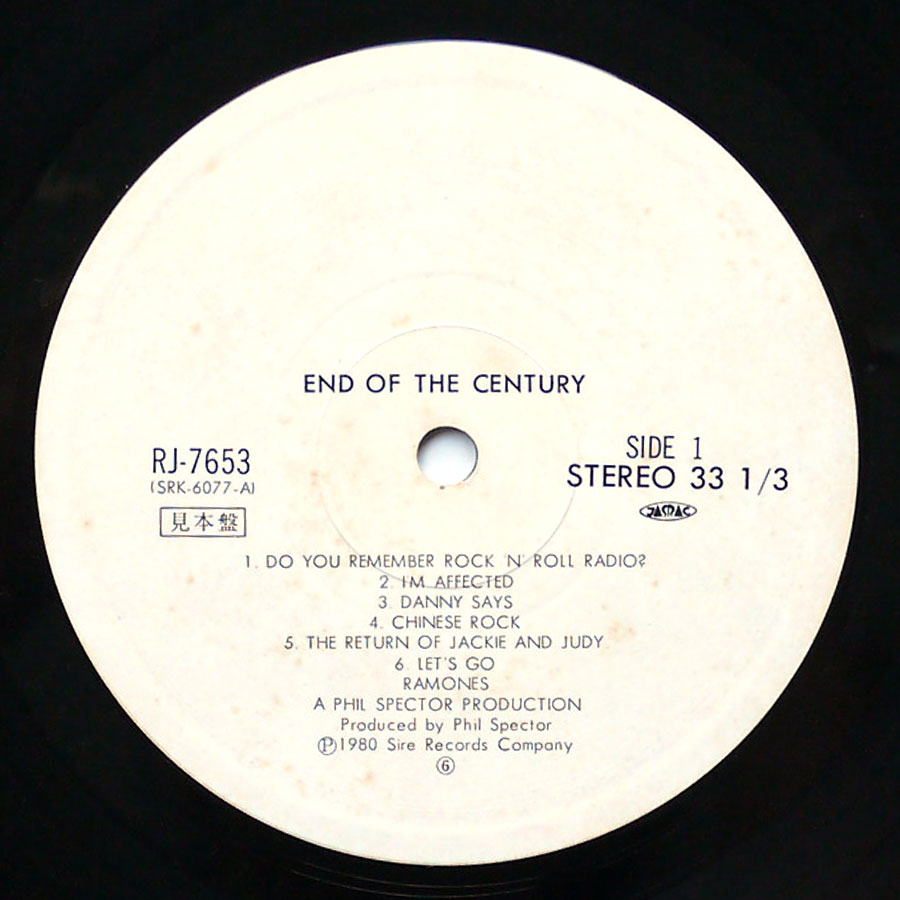 END OF THE CENTURY
RJ-7653
(SRK-6077-A)
見本盤
SIDE 1
STEREO 33 1/3
JASRAC
1. DO YOU REMEMBER ROCK 'N' ROLL RADIO?
2. I'M AFFECTED
3. DANNY SAYS
4. CHINESE ROCK
5. THE RETURN OF JACKIE AND JUDY
6. LET'S GO
RAMONES
A PHIL SPECTOR PRODUCTION
Produced by Phil Spector
Ⓟ1980 Sire Records Company
⑥